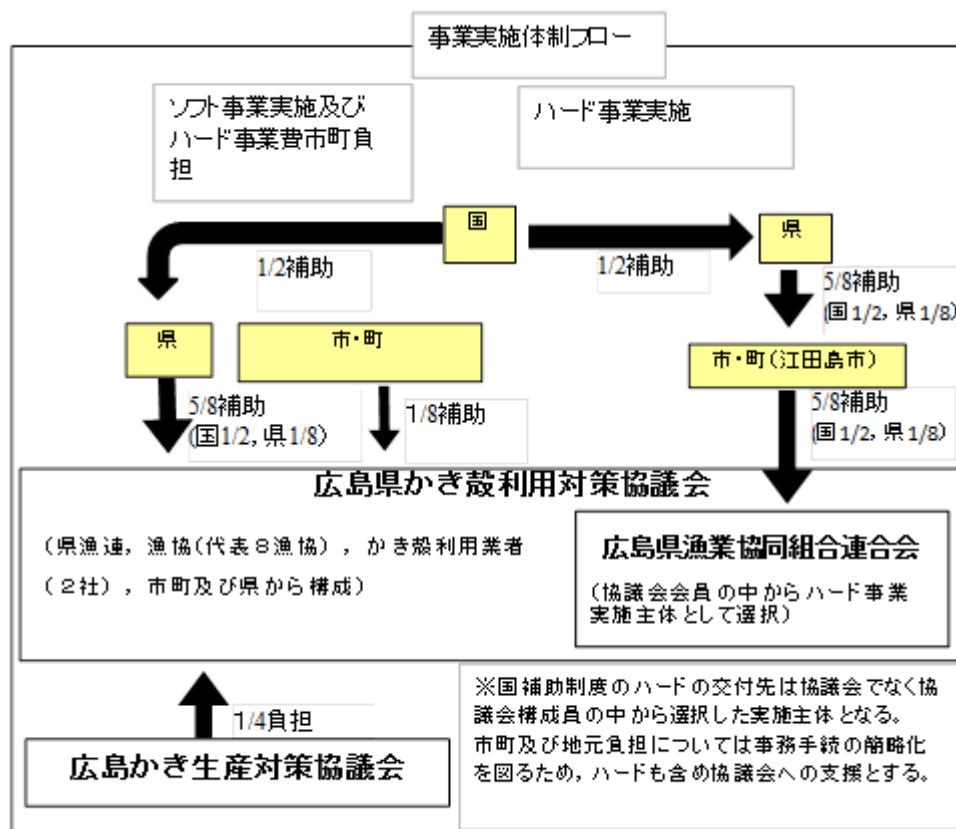 事業実施体制フロー
ソフト事業実施及び
ハード事業費市町負
担
ハード事業実施
国
県
1/2補助
1/2補助
5/8補助
(国1/2, 県1/8)
県
市・町
市・町(江田島市)
5/8補助
(国1/2, 県1/8)
1/8補助
5/8補助
(国1/2, 県1/8)
広島県かき殻利用対策協議会
(県漁連, 漁協(代表8漁協) , かき殻利用業者
(2社) , 市町及び県から構成)
広島県漁業協同組合連合会
(協議会会員の中からハード事業
実施主体として選択)
1/4負担
広島かき生産対策協議会
※国補助制度のハードの交付先は協議会でなく協
議会構成員の中から選択した実施主体となる。
市町及び地元負担については事務手続の簡略化
を図るため, ハードも含め協議会への支援とする。